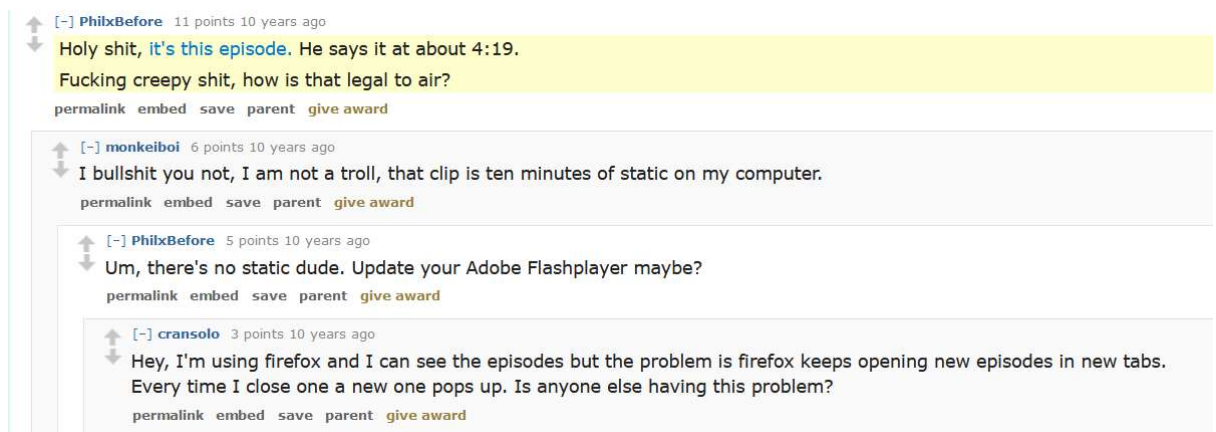 [-] PhilxBefore 11 points 10 years ago
Holy shit, it's this episode. He says it at about 4:19.
Fucking creepy shit, how is that legal to air?
permalink embed save parent give award
[-] monkeiboi 6 points 10 years ago
I bullshit you not, I am not a troll, that clip is ten minutes of static on my computer.
permalink embed save parent give award
[-] PhilxBefore 5 points 10 years ago
Um, there's no static dude. Update your Adobe Flashplayer maybe?
permalink embed save parent give award
[-] cransolo 3 points 10 years ago
Hey, I'm using firefox and I can see the episodes but the problem is firefox keeps opening new episodes in new tabs.
Every time I close one a new one pops up. Is anyone else having this problem?
permalink embed save parent give award